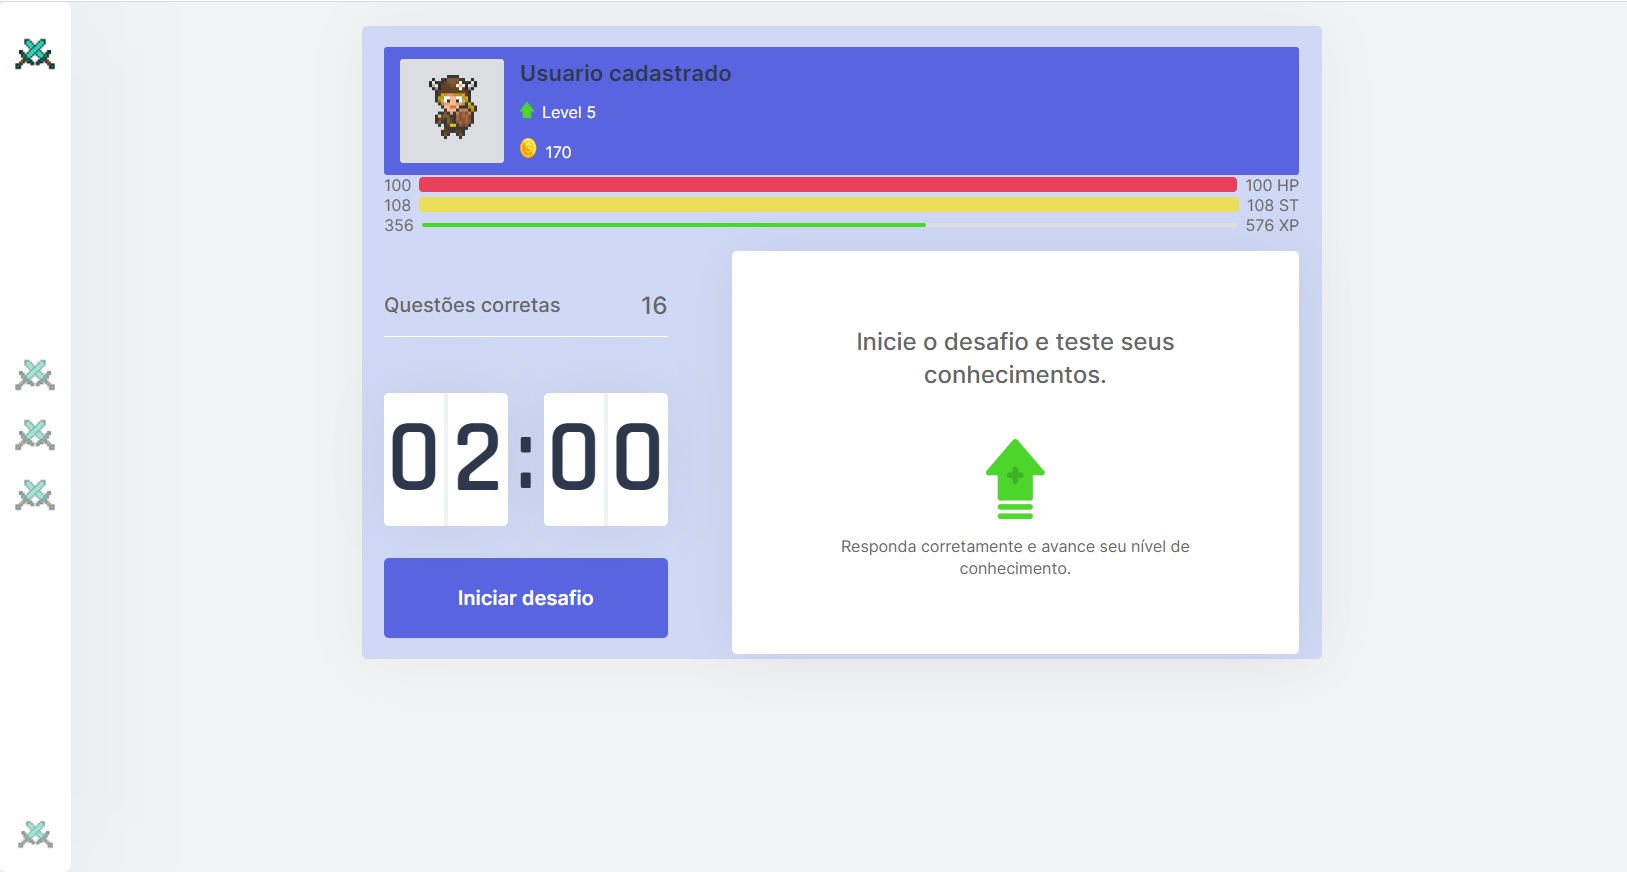 Usuario cadastrado
Level 5
170
100 100 HP
108 108 ST
356 576 XP
Questões corretas 16
02:00
Iniciar desafio
Inicie o desafio e teste seus
conhecimentos.
Responda corretamente e avance seu nível de
conhecimento.